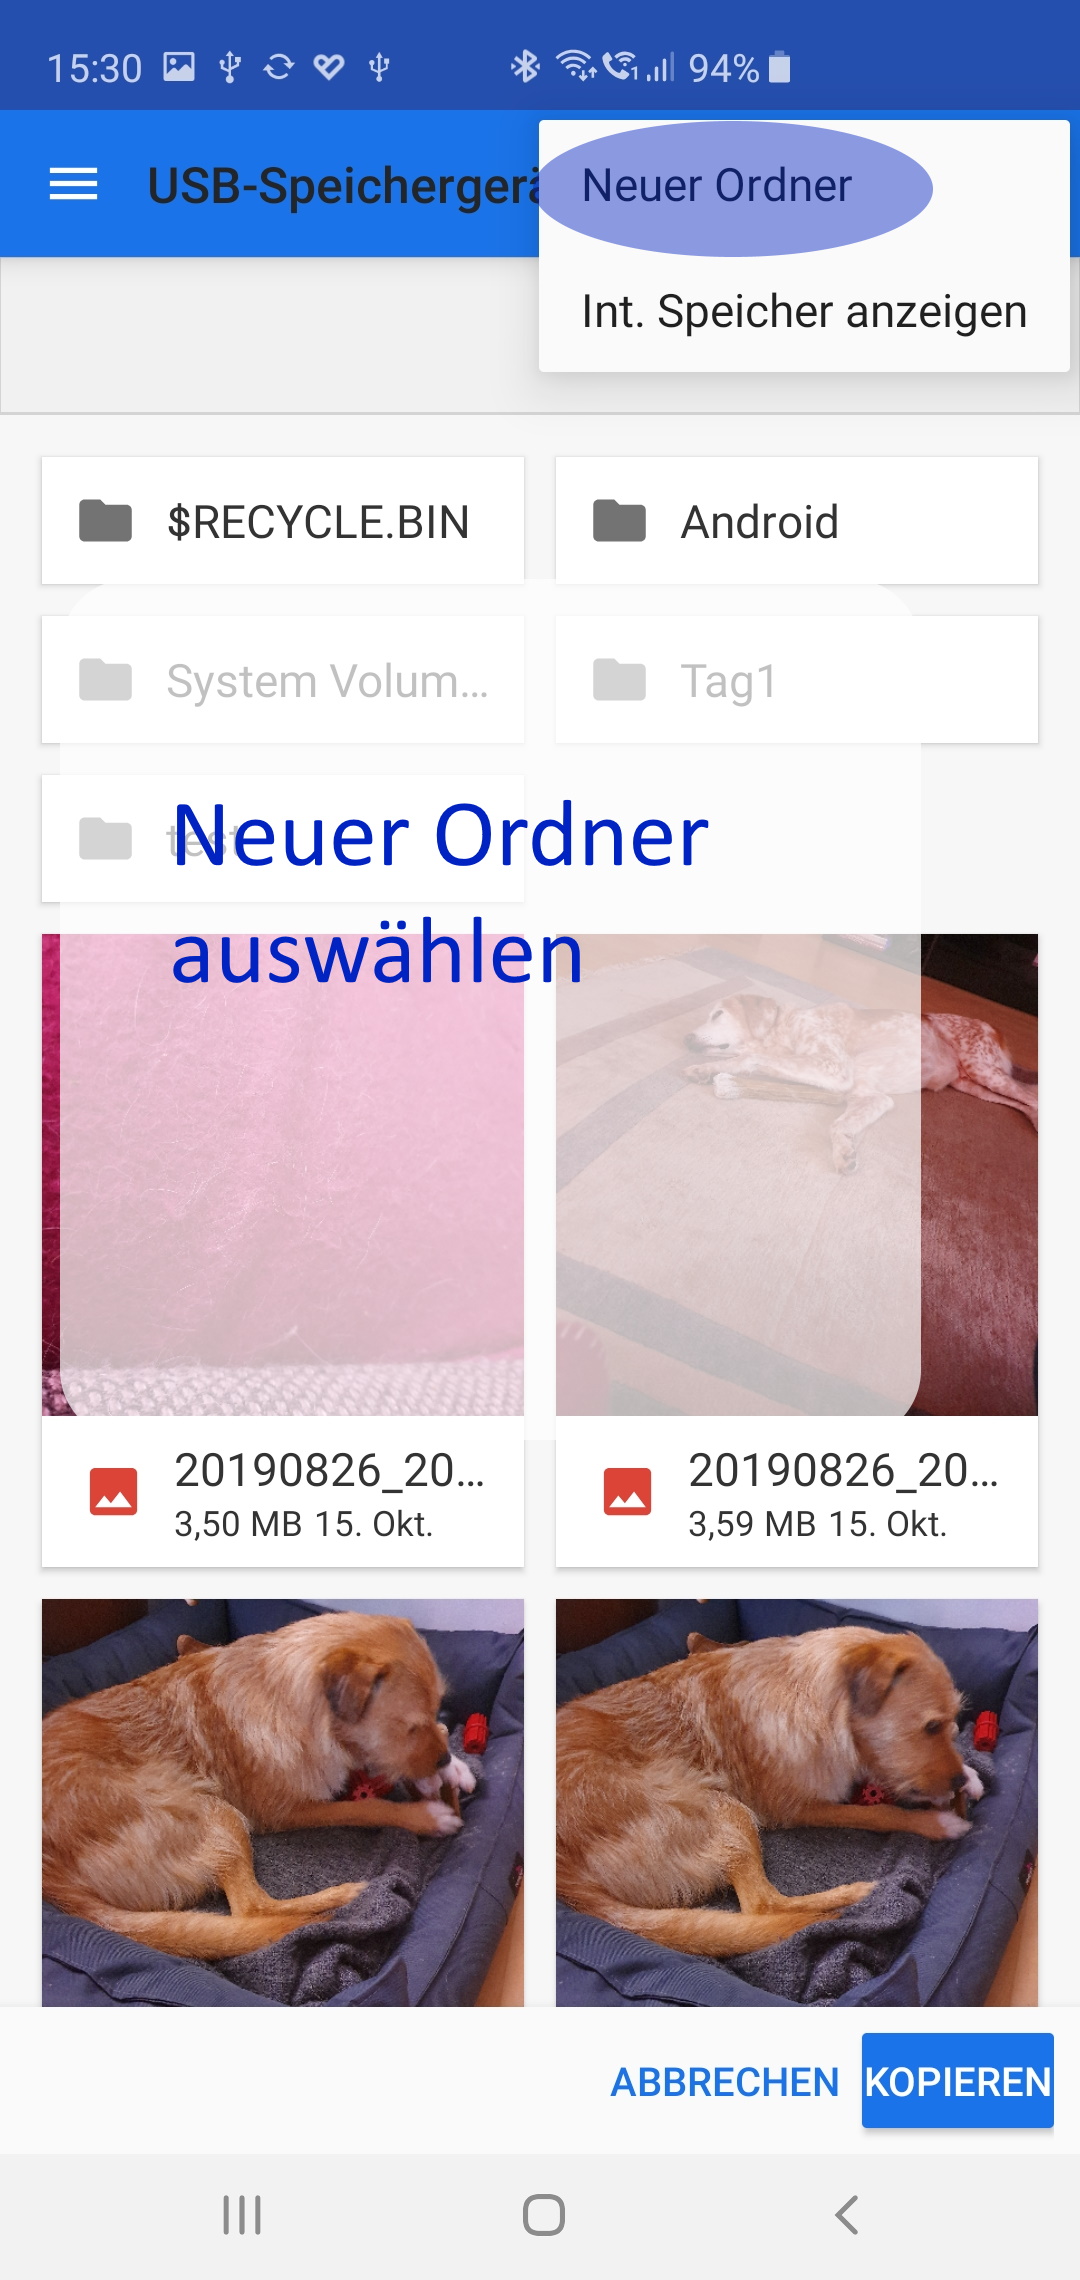 15:30 94%
USB-Speichergerä
Neuer Ordner
Int. Speicher anzeigen
$RECYCLE.BIN
Android
System Volum...
Tag1
test
Neuer Ordner
auswählen
20190826_20...
3,50 MB 15. Okt.
20190826_20...
3,59 MB 15. Okt.
ABBRECHEN
KOPIEREN